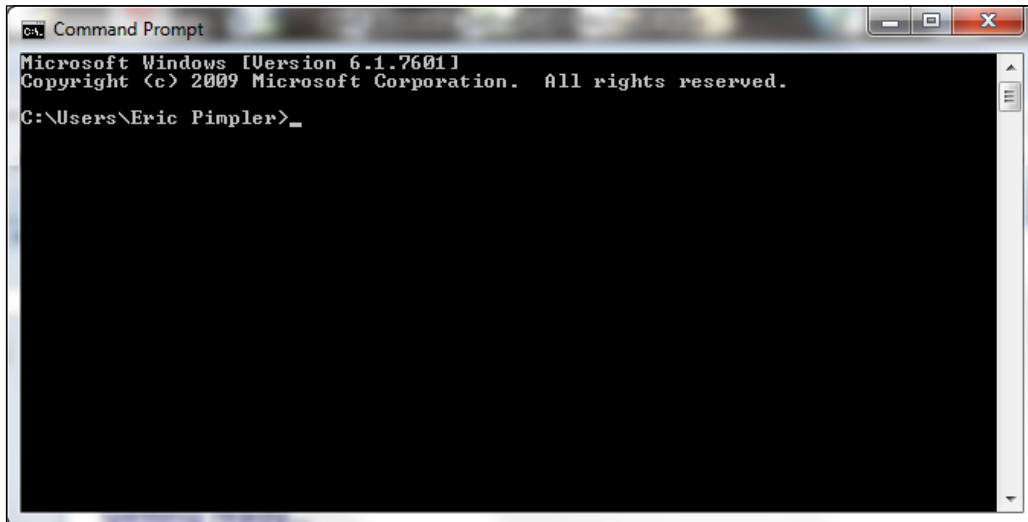 Command Prompt
Microsoft Windows [Version 6.1.7601]
Copyright (c) 2009 Microsoft Corporation.  All rights reserved.
C:\Users\Eric Pimpler>_